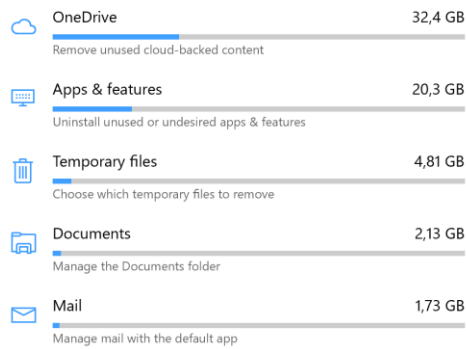 OneDrive 32,4 GB
Remove unused cloud-backed content
Apps & features 20,3 GB
Uninstall unused or undesired apps & features
Temporary files 4,81 GB
Choose which temporary files to remove
Documents 2,13 GB
Manage the Documents folder
Mail 1,73 GB
Manage mail with the default app